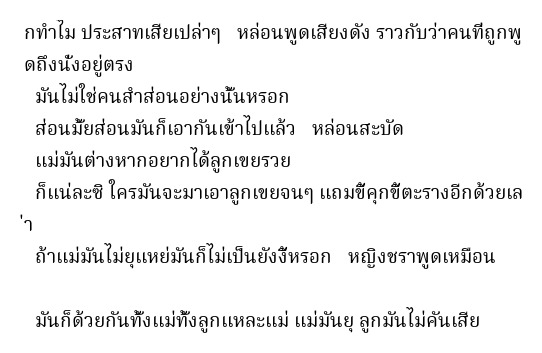 กทำไม ประสาทเสียเปล่าๆ   หล่อนพูดเสียงดัง ราวกับว่าคนที่ถูกพู
ดถึงนั่งอยู่ตรง
มันไม่ใช่คนสำส่อนอย่างนั้นหรอก
ส่อนมั้ยส่อนมันก็เอากันเข้าไปแล้ว   หล่อนสะบัด
แม่มันต่างหากอยากได้ลูกเขยรวย
ก็แน่ละซิ ใครมันจะมาเอาลูกเขยจนๆ แถมขี้คุกขี้ตะรางอีกด้วยเล
่า
ถ้าแม่มันไม่ยุแหย่มันก็ไม่เป็นยังงี้หรอก   หญิงชราพูดเหมือน
มันก็ด้วยกันทั้งแม่ทั้งลูกแหละแม่ แม่มันยุ ลูกมันไม่คันเสีย